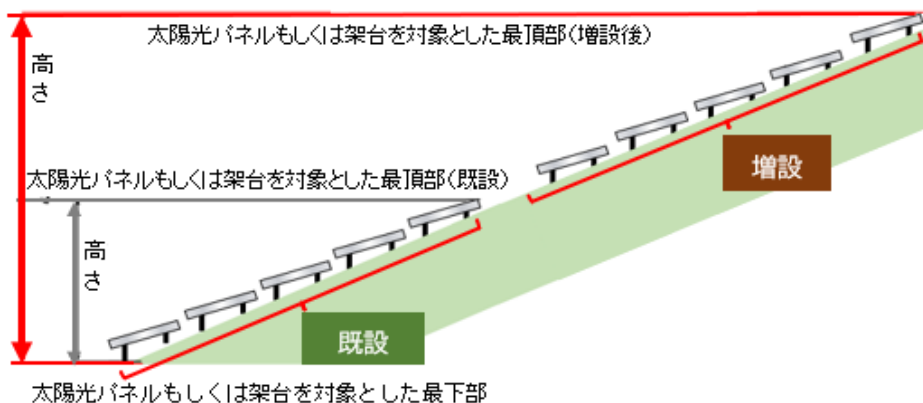 太陽光パネルもしくは架台を対象とした最頂部(増設後)
高さ
増設
太陽光パネルもしくは架台を対象とした最頂部(既設)
高さ
既設
太陽光パネルもしくは架台を対象とした最下部